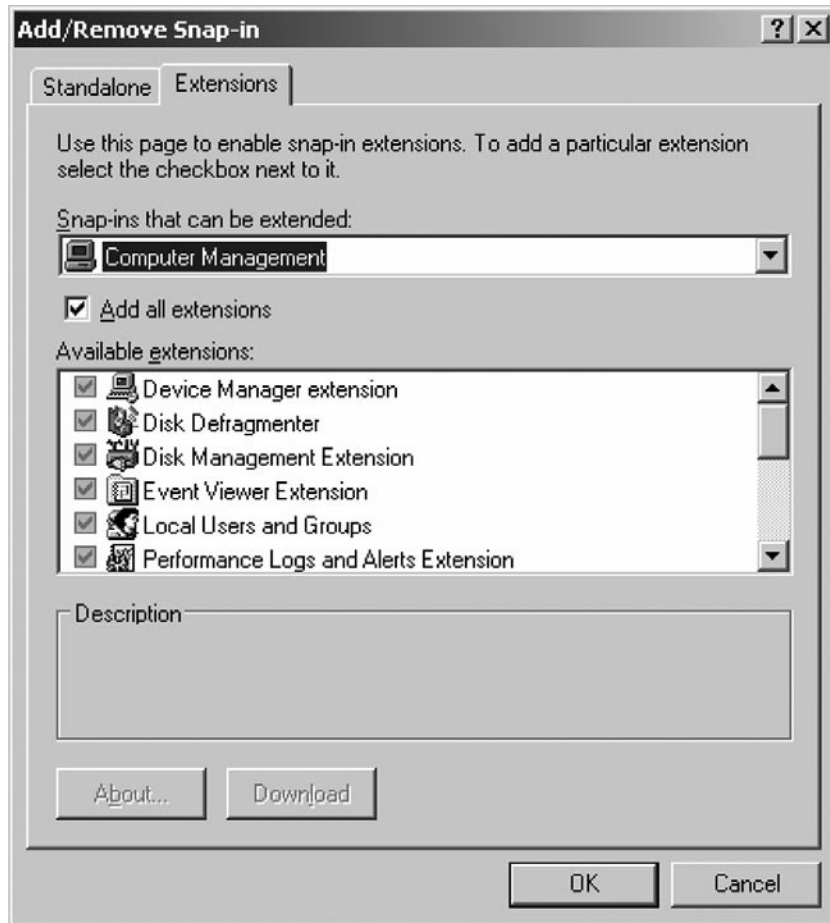 Add/Remove Snap-in
Standalone
Extensions
Use this page to enable snap-in extensions. To add a particular extension
select the checkbox next to it.
Snap-ins that can be extended:
Computer Management
Add all extensions
Available extensions:
Device Manager extension
Disk Defragmenter
Disk Management Extension
Event Viewer Extension
Local Users and Groups
Performance Logs and Alerts Extension
Description
About...
Download
OK
Cancel